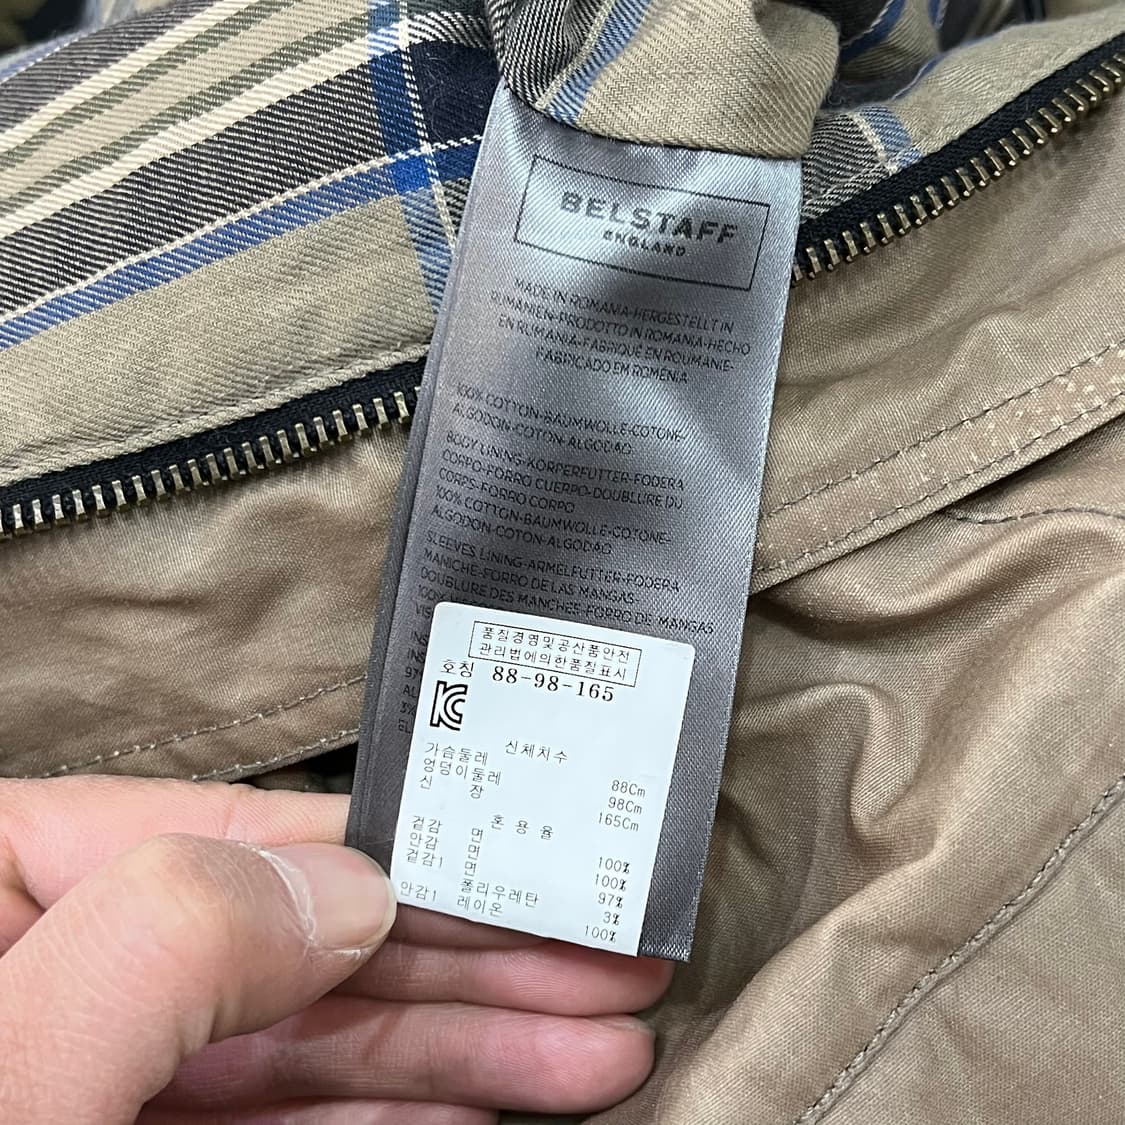 BELSTAFF
ENGLAND
MADE IN ROMANIA-HERGESTELLT IN
RUMANIEN-PRODOTTO IN ROMANIA-HECHO
EN RUMANIA-FABRIQUÉ EN ROUMANIE-
FABRICADO EM ROMÉNIA
100% COTTON-BAUMWOLLE-COTONE-
ALGODON-COTON-ALGODAO
BODY LINING-KORPERFUTTER-FODERA
CORPO-FORRO CUERPO-DOUBLURE DU
CORPS-FORRO CORPO
100% COTTON-BAUMWOLLE-COTONE-
ALGODON-COTON-ALGODAO
SLEEVES LINING-ARMELFUTTER-FODERA
MANICHE-FORRO DE LAS MANGAS-
DOUBLURE DES MANCHES-FORRO DE MANGAS
100%
품질경영및공산품안전
관리법에의한품질표시
호칭 88-98-165
신체치수
가슴둘레 88Cm
엉덩이둘레 98Cm
신장 165Cm
혼용율
겉감 면 100%
안감 면 100%
겉감1 면 97%
폴리우레탄 3%
안감1 레이온 100%